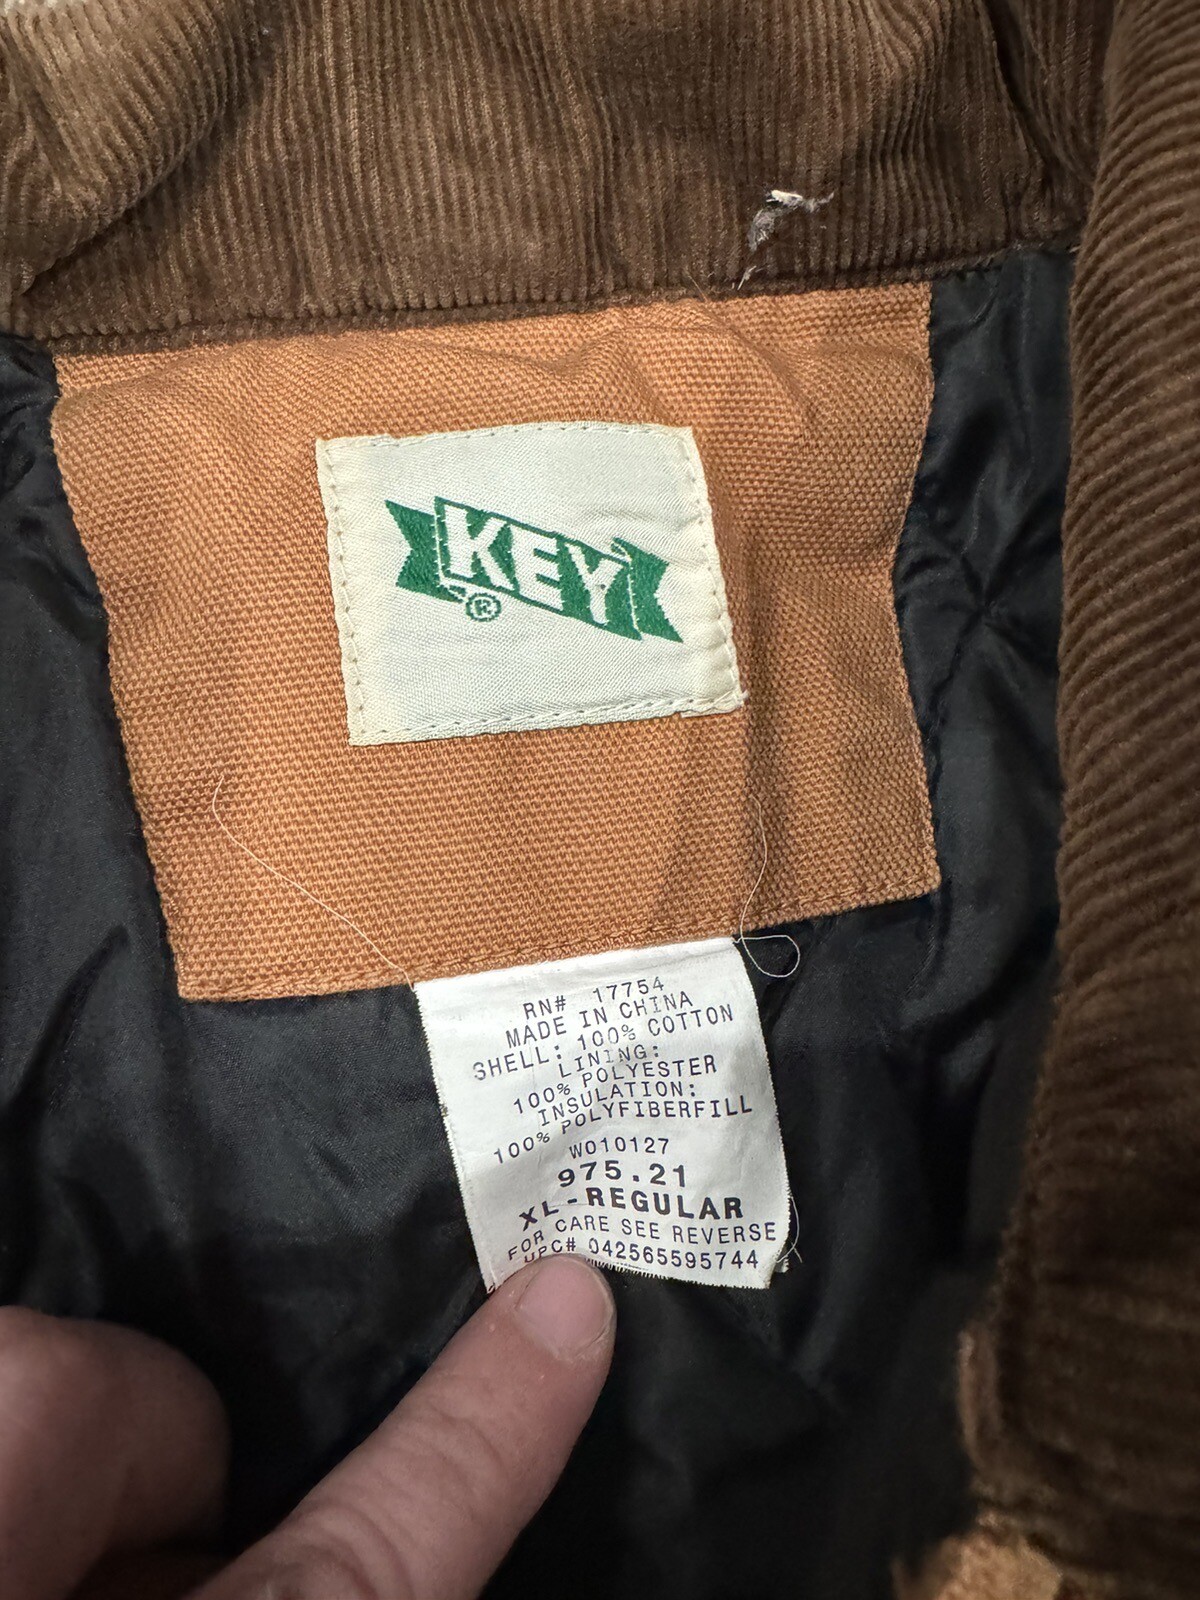 KEY
®
RN# 17754
MADE IN CHINA
SHELL: 100% COTTON
LINING:
100% POLYESTER
INSULATION:
100% POLYFIBERFILL
WO10127
975.21
XL-REGULAR
FOR CARE SEE REVERSE
UPC# 042565595744